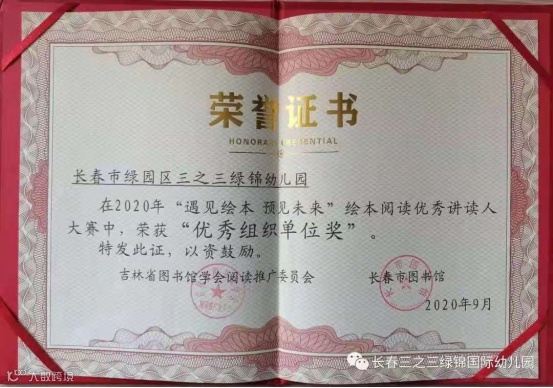 荣誉证书
HONORARY CREDENTIAL
长春市绿园区三之三绿锦幼儿园
在2020年“遇见绘本 预见未来”绘本阅读优秀讲读人
大赛中，荣获“优秀组织单位奖”。
特发此证，以资鼓励。
吉林省图书馆学会阅读推广委员会 长春市图书馆
2020年9月
长春三之三绿锦国际幼儿园
大数跨境